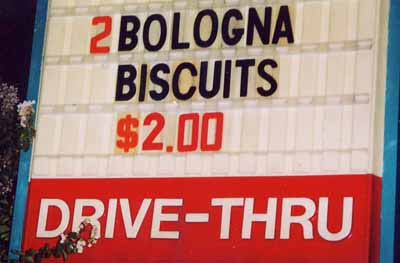 2 BOLOGNA
BISCUITS
$2.00
DRIVE-THRU